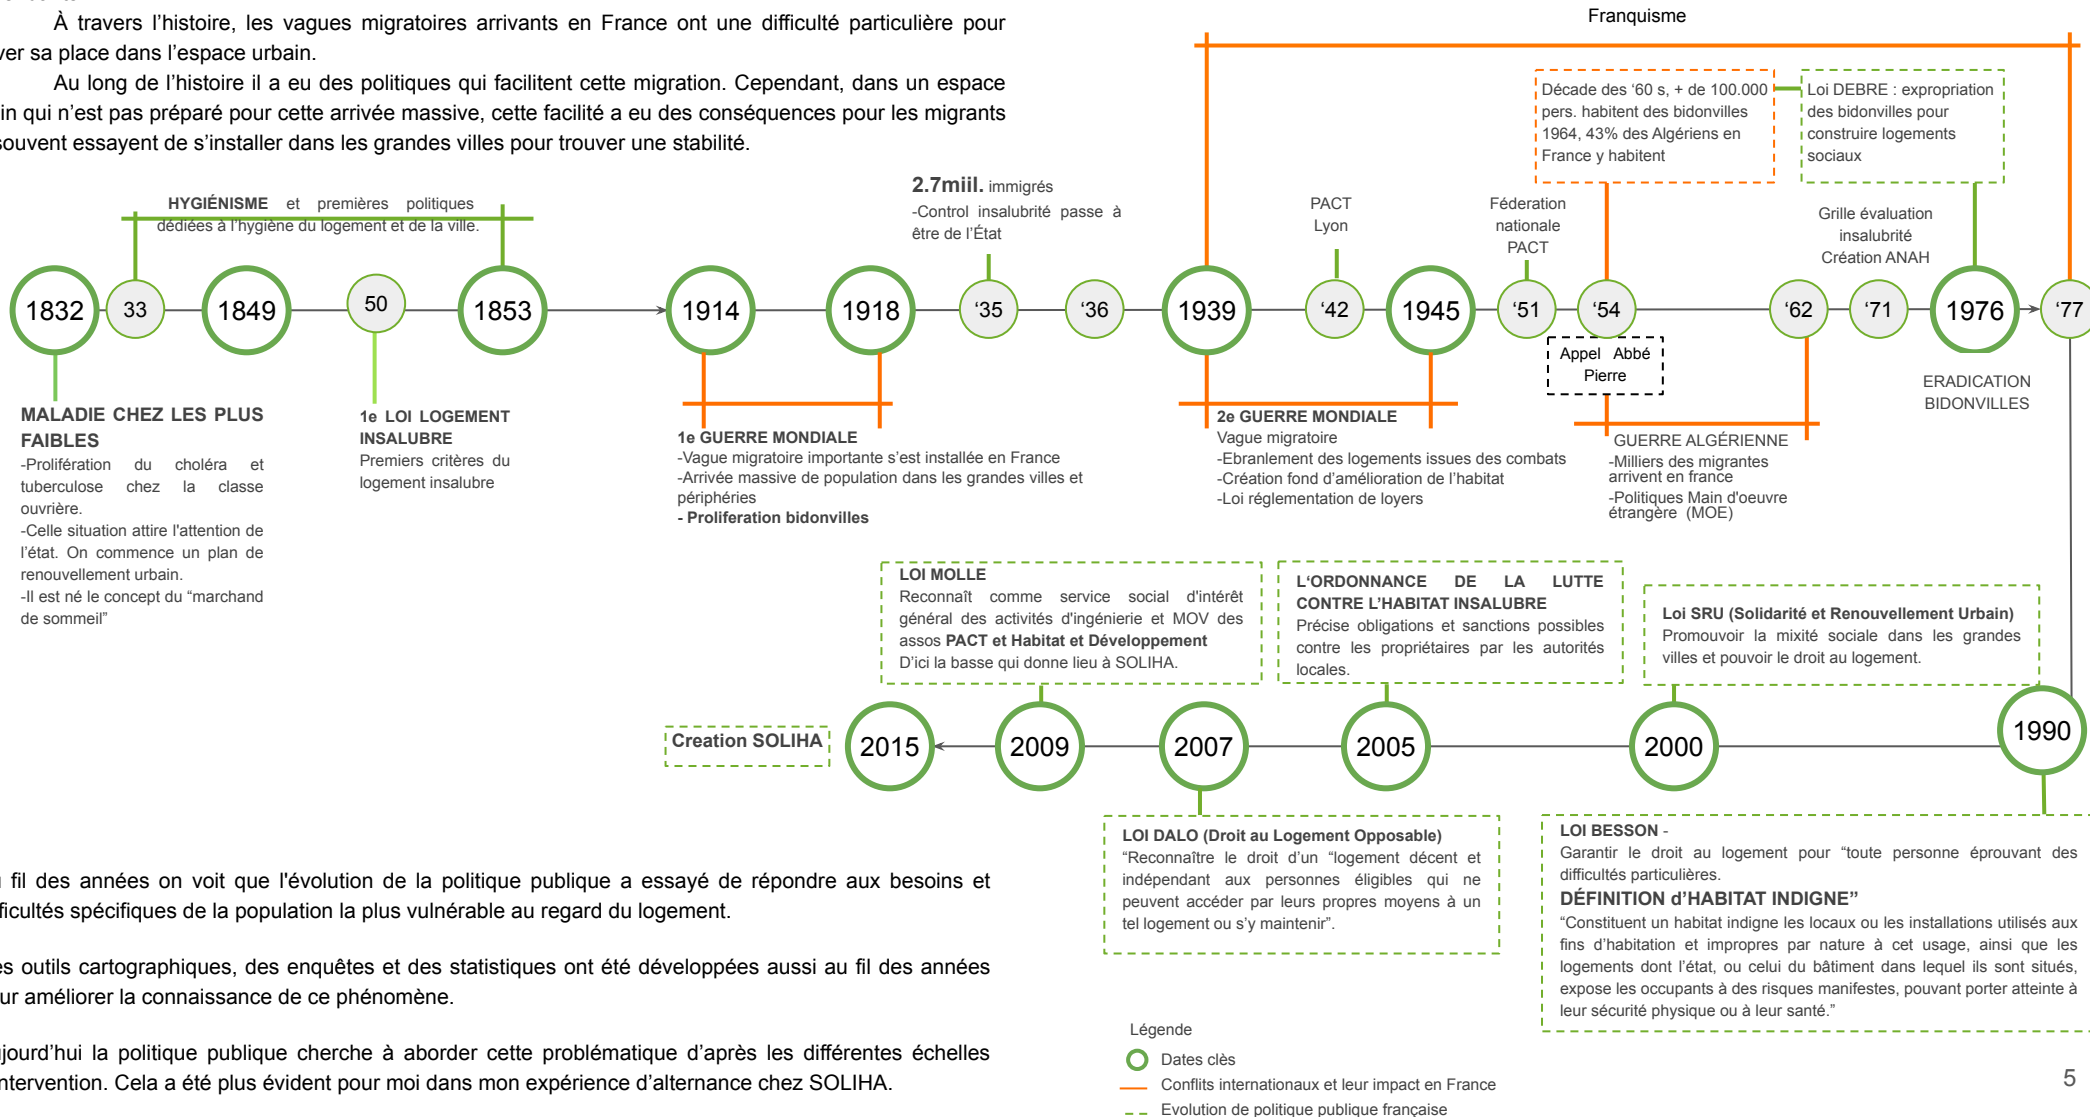 À travers l’histoire, les vagues migratoires arrivants en France ont une difficulté particulière pour
ver sa place dans l’espace urbain.
Au long de l’histoire il a eu des politiques qui facilitent cette migration. Cependant, dans un espace
in qui n’est pas préparé pour cette arrivée massive, cette facilité a eu des conséquences pour les migrants
souvent essayent de s’installer dans les grandes villes pour trouver une stabilité.
Franquisme
Décade des ‘60 s, + de 100.000
pers. habitent des bidonvilles
1964, 43% des Algériens en
France y habitent
Loi DEBRE : expropriation
des bidonvilles pour
construire logements
sociaux
HYGIÉNISME et premières politiques
dédiées à l’hygiène du logement et de la ville.
2.7miil. immigrés
-Control insalubrité passe à
être de l’État
PACT
Lyon
Féderation
nationale
PACT
Grille évaluation
insalubrité
Création ANAH
1832
33
1849
50
1853
1914
1918
‘35
‘36
1939
‘42
1945
‘51
‘54
‘62
‘71
1976
‘77
Appel Abbé
Pierre
ERADICATION
BIDONVILLES
MALADIE CHEZ LES PLUS
FAIBLES
-Prolifération du choléra et
tuberculose chez la classe
ouvrière.
-Celle situation attire l'attention de
l’état. On commence un plan de
renouvellement urbain.
-Il est né le concept du “marchand
de sommeil”
1e LOI LOGEMENT
INSALUBRE
Premiers critères du
logement insalubre
1e GUERRE MONDIALE
-Vague migratoire importante s’est installée en France
-Arrivée massive de population dans les grandes villes et
périphéries
- Proliferation bidonvilles
2e GUERRE MONDIALE
Vague migratoire
-Ebranlement des logements issues des combats
-Création fond d’amélioration de l’habitat
-Loi réglementation de loyers
GUERRE ALGÉRIENNE
-Milliers des migrantes
arrivent en france
-Politiques Main d'oeuvre
étrangère (MOE)
LOI MOLLE
Reconnaît comme service social d'intérêt
général des activités d'ingénierie et MOV des
assos PACT et Habitat et Développement
D’ici la basse qui donne lieu à SOLIHA.
L‘ORDONNANCE DE LA LUTTE
CONTRE L’HABITAT INSALUBRE
Précise obligations et sanctions possibles
contre les propriétaires par les autorités
locales.
Loi SRU (Solidarité et Renouvellement Urbain)
Promouvoir la mixité sociale dans les grandes
villes et pouvoir le droit au logement.
Creation SOLIHA
2015
2009
2007
2005
2000
1990
LOI DALO (Droit au Logement Opposable)
“Reconnaître le droit d’un “logement décent et
indépendant aux personnes éligibles qui ne
peuvent accéder par leurs propres moyens à un
tel logement ou s’y maintenir”.
LOI BESSON -
Garantir le droit au logement pour “toute personne éprouvant des
difficultés particulières.
DÉFINITION d’HABITAT INDIGNE”
“Constituent un habitat indigne les locaux ou les installations utilisés aux
fins d’habitation et impropres par nature à cet usage, ainsi que les
logements dont l’état, ou celui du bâtiment dans lequel ils sont situés,
expose les occupants à des risques manifestes, pouvant porter atteinte à
leur sécurité physique ou à leur santé.”
fil des années on voit que l'évolution de la politique publique a essayé de répondre aux besoins et
ficultés spécifiques de la population la plus vulnérable au regard du logement.
es outils cartographiques, des enquêtes et des statistiques ont été développées aussi au fil des années
ur améliorer la connaissance de ce phénomène.
jourd’hui la politique publique cherche à aborder cette problématique d’après les différentes échelles
intervention. Cela a été plus évident pour moi dans mon expérience d’alternance chez SOLIHA.
Légende
Dates clès
Conflits internationaux et leur impact en France
Evolution de politique publique française
5